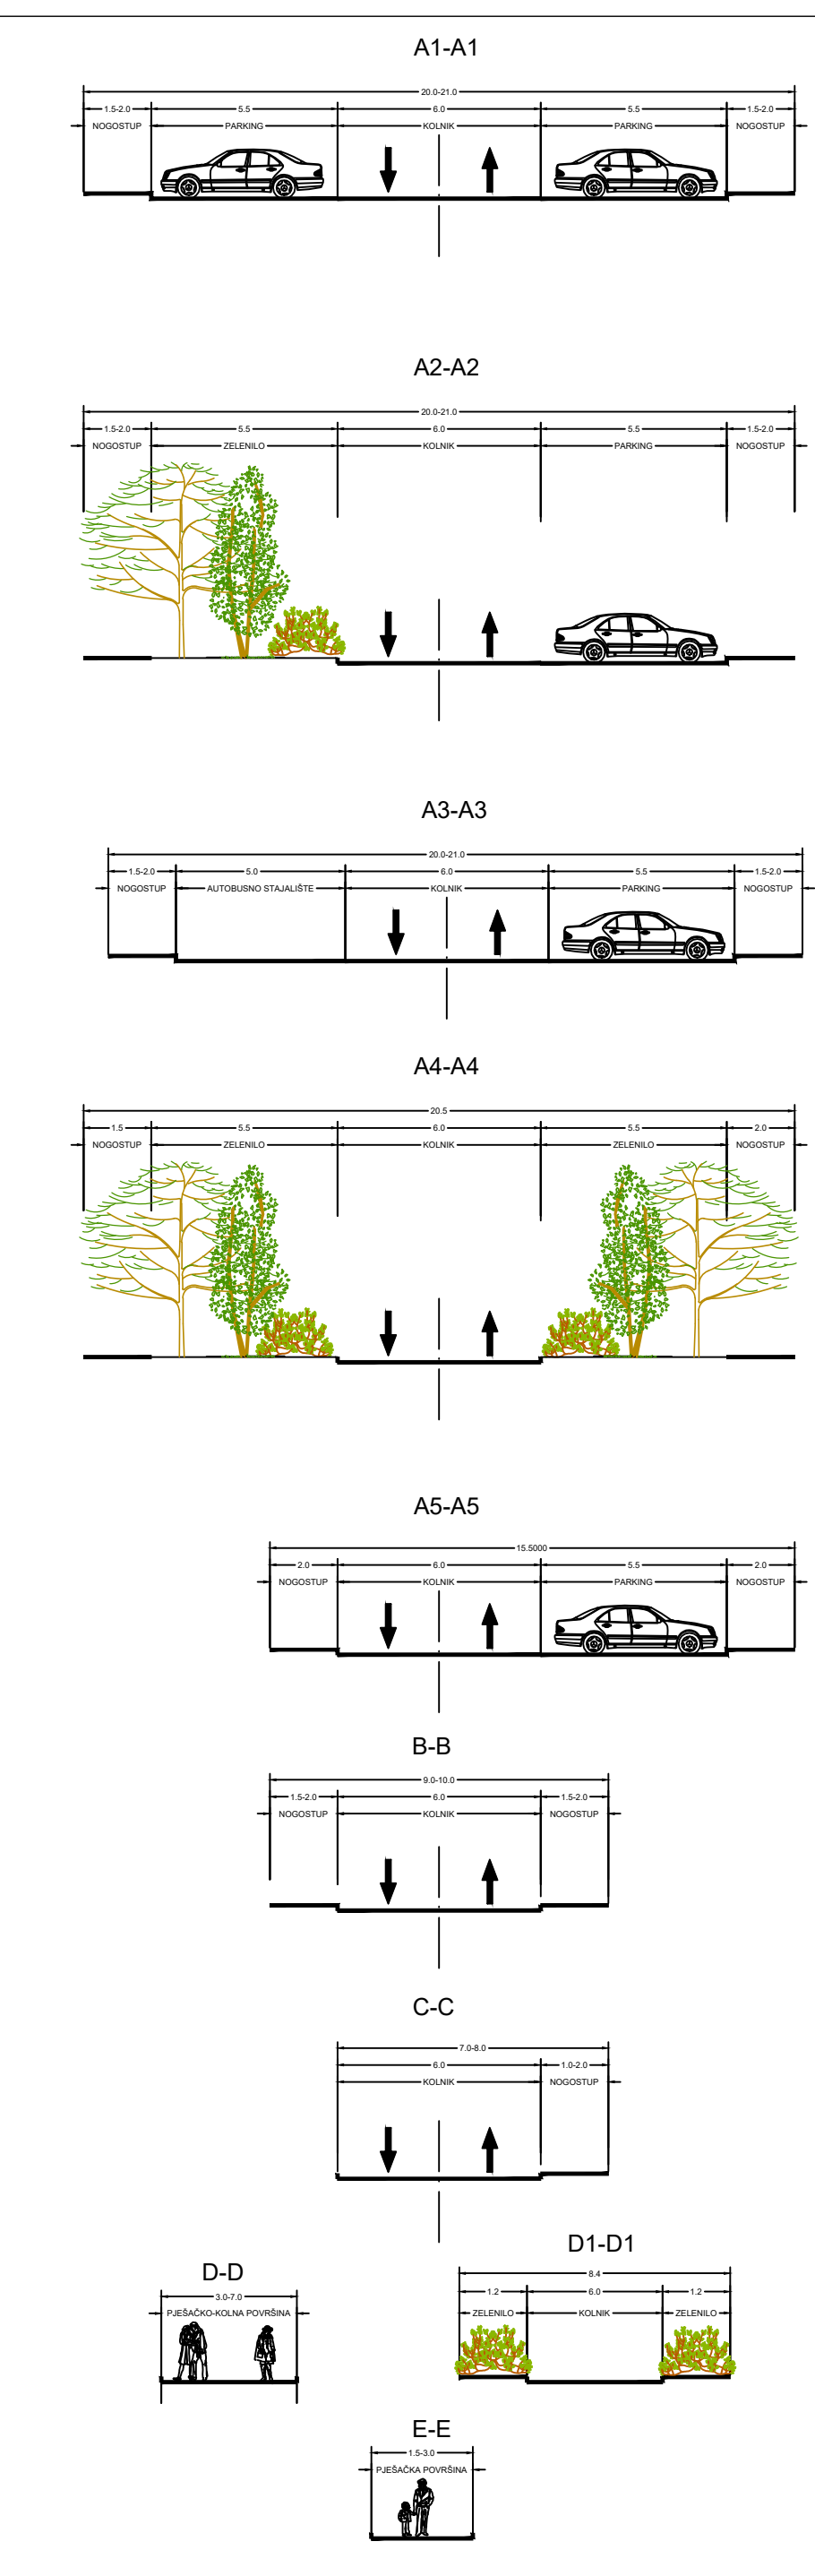 A1-A1
20.0-21.0
1.5-2.0 5.5 6.0 5.5 1.5-2.0
NOGOSTUP PARKING KOLNIK PARKING NOGOSTUP
A2-A2
20.0-21.0
1.5-2.0 5.5 6.0 5.5 1.5-2.0
NOGOSTUP ZELENILO KOLNIK PARKING NOGOSTUP
A3-A3
20.0-21.0
1.5-2.0 5.0 6.0 5.5 1.5-2.0
NOGOSTUP AUTOBUSNO STAJALIŠTE KOLNIK PARKING NOGOSTUP
A4-A4
20.5
1.5 5.5 6.0 5.5 2.0
NOGOSTUP ZELENILO KOLNIK ZELENILO NOGOSTUP
A5-A5
15.5000
2.0 6.0 5.5 2.0
NOGOSTUP KOLNIK PARKING NOGOSTUP
B-B
9.0-10.0
1.5-2.0 6.0 1.5-2.0
NOGOSTUP KOLNIK NOGOSTUP
C-C
7.0-8.0
6.0 1.0-2.0
KOLNIK NOGOSTUP
D-D
3.0-7.0
PJEŠAČKO-KOLNA POVRŠINA
D1-D1
8.4
1.2 6.0 1.2
ZELENILO KOLNIK ZELENILO
E-E
1.5-3.0
PJEŠAČKA POVRŠINA